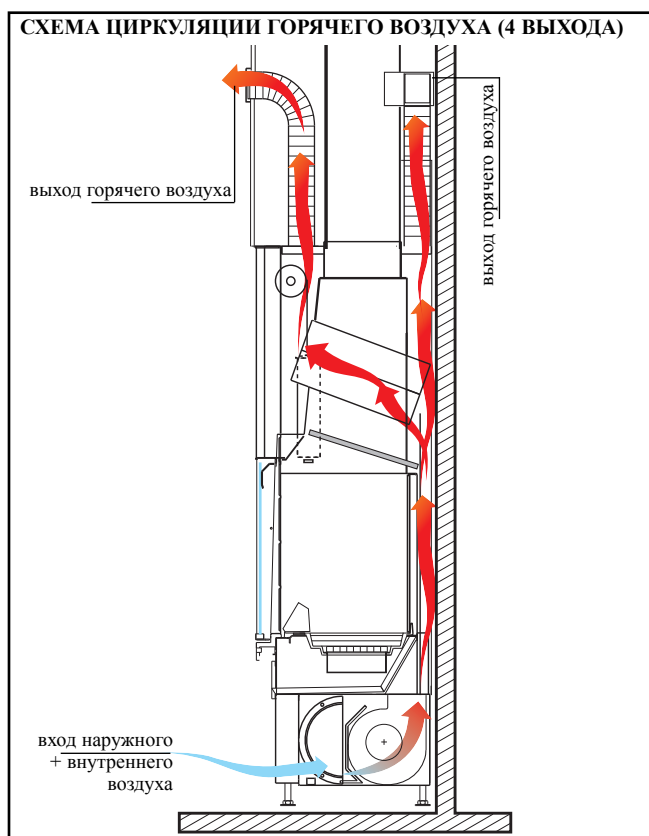 СХЕМА ЦИРКУЛЯЦИИ ГОРЯЧЕГО ВОЗДУХА (4 ВЫХОДА)
выход горячего воздуха
выход горячего воздуха
вход наружного
+ внутреннего
воздуха